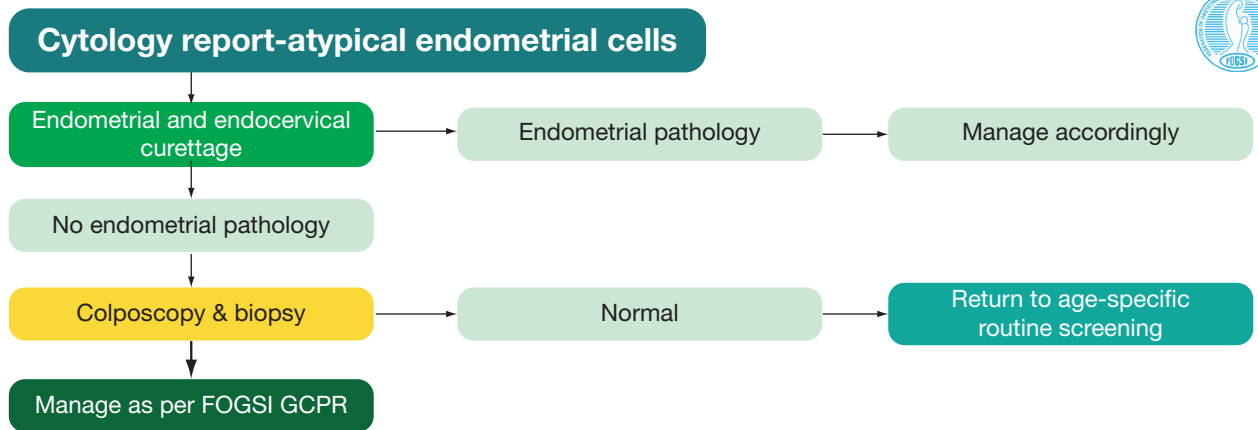 Cytology report-atypical endometrial cells
FOGSI
Endometrial and endocervical
curettage
Endometrial pathology
Manage accordingly
No endometrial pathology
Colposcopy & biopsy
Normal
Return to age-specific
routine screening
Manage as per FOGSI GCPR